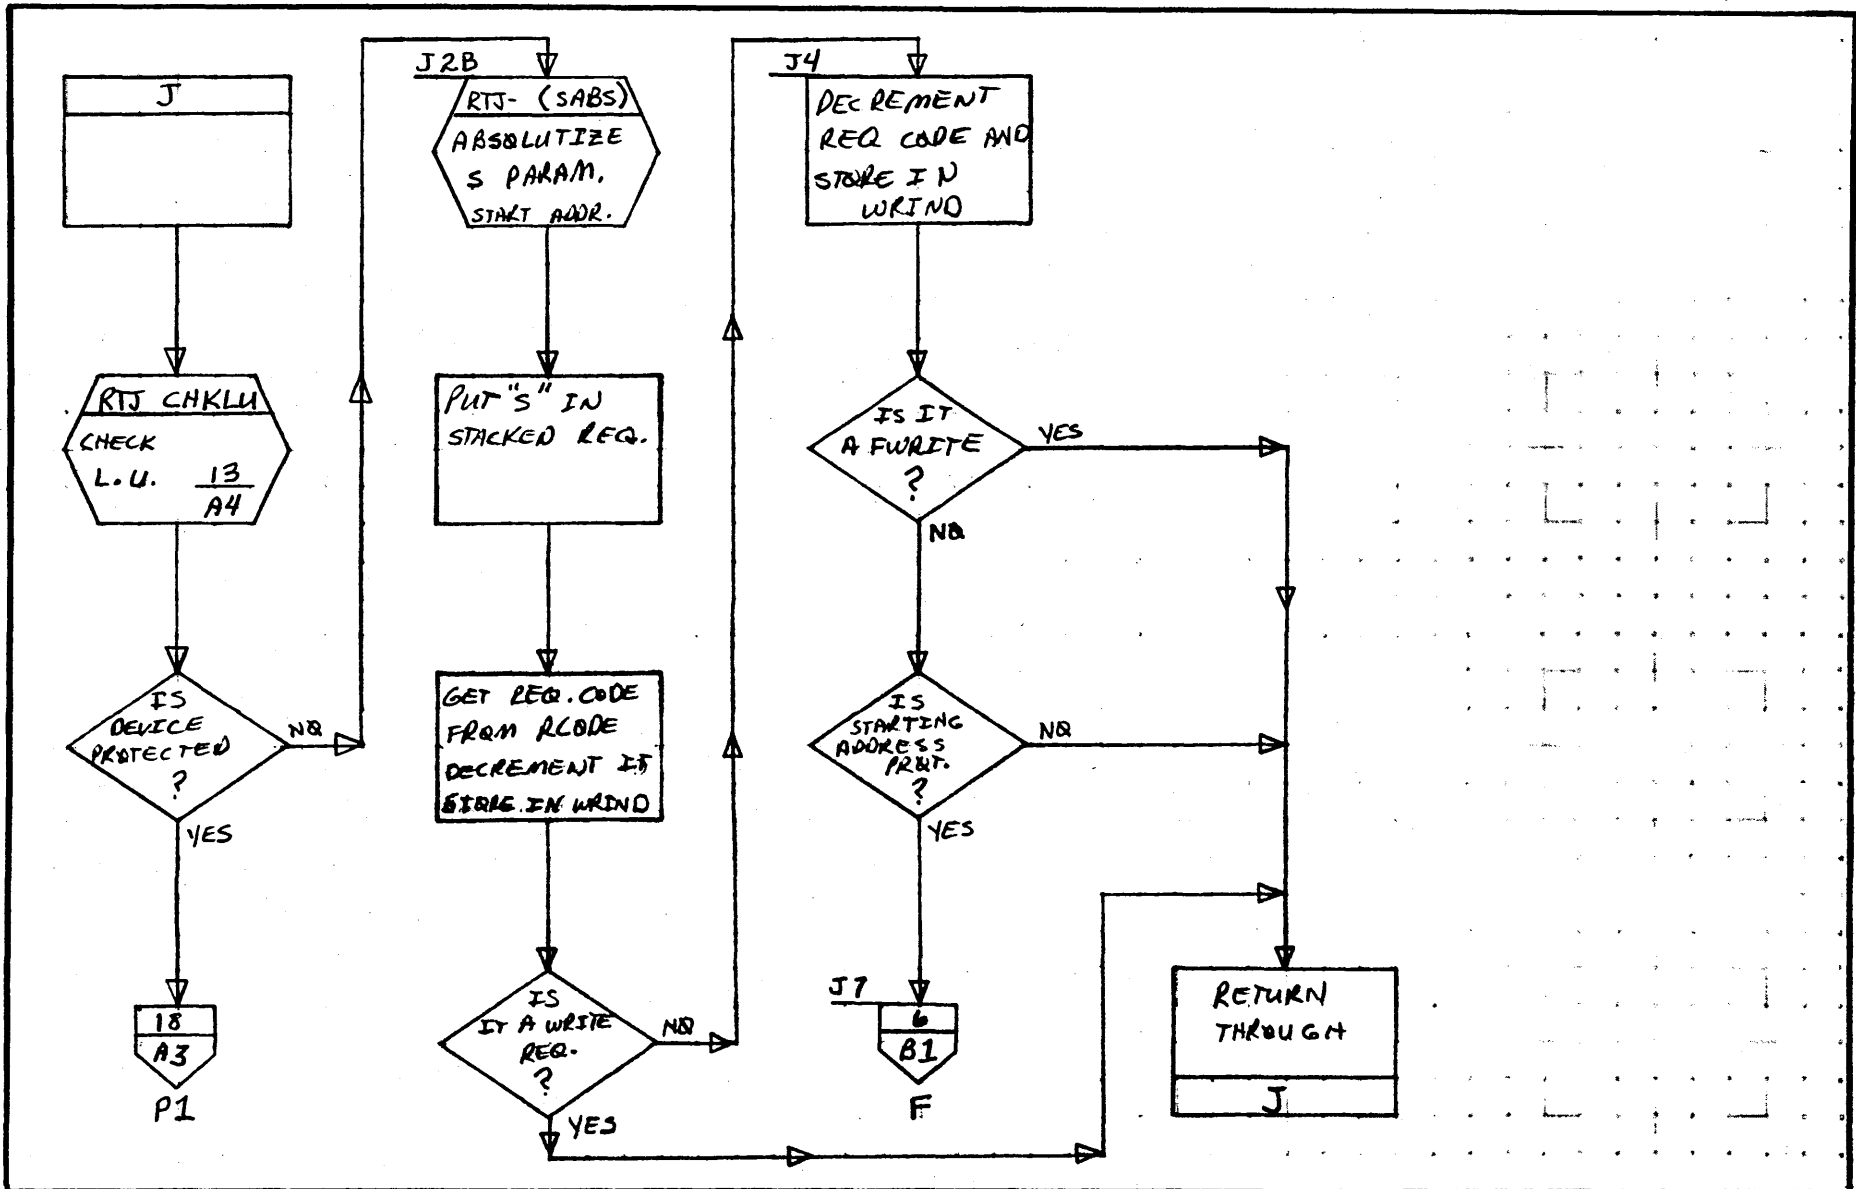 J
RTJ CHKLU
CHECK
L.U. 13
A4
IS
DEVICE
PROTECTED
?
NO
YES
18
A3
P1
J2B
RTJ- (SABS)
ABSOLUTIZE
S PARAM.
START ADDR.
PUT "S" IN
STACKED REQ.
GET REQ. CODE
FROM RCODE
DECREMENT IT
STORE IN WRIND
IS
IT A WRITE
REQ.
?
NO
YES
J4
DECREMENT
REQ CODE AND
STORE IN
WRIND
IS IT
A FWRITE
?
YES
NO
IS
STARTING
ADDRESS
PROT.
?
NO
YES
J7
6
B1
F
RETURN
THROUGH
J